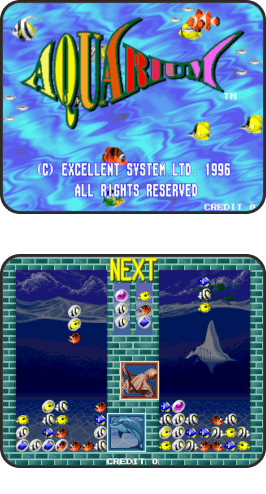 AQUARIUM
TM
(C) EXCELLENT SYSTEM LTD. 1996
ALL RIGHTS RESERVED
CREDIT 0
NEXT
CREDIT 0